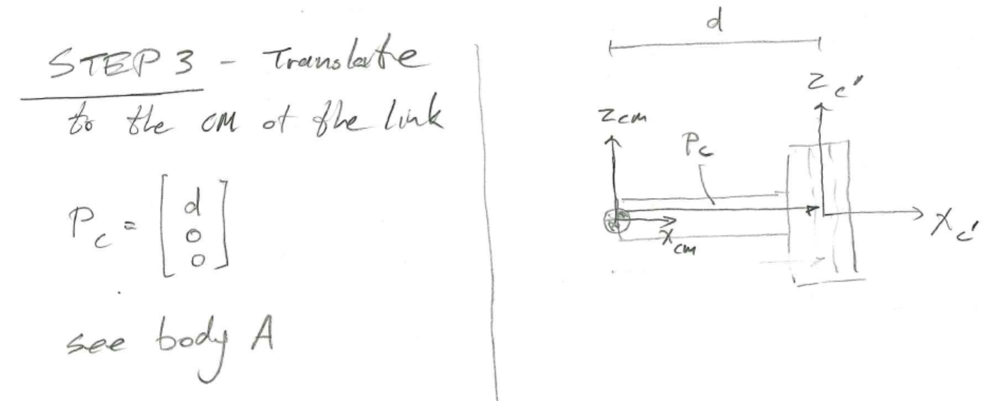 STEP 3 - Translate
to the CM of the link
P_c = [ d
0
0 ]
see body A
d
z_c"
z_cm
P_c
x_cm
x_c'